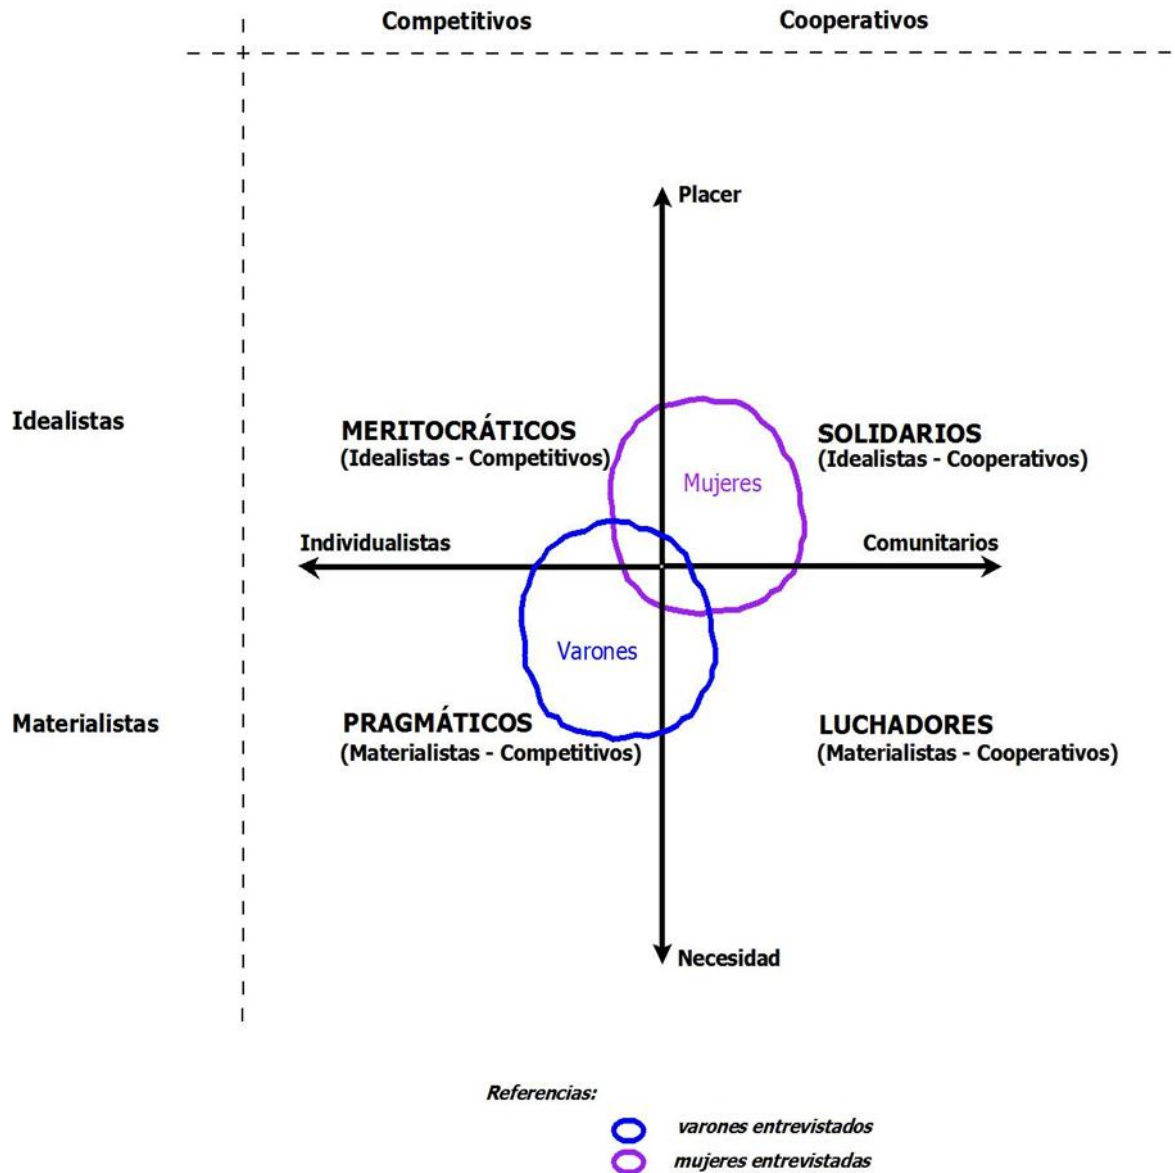 Competitivos
Cooperativos
Placer
Idealistas
MERITOCRÁTICOS
(Idealistas - Competitivos)
SOLIDARIOS
(Idealistas - Cooperativos)
Mujeres
Individualistas
Comunitarios
Varones
Materialistas
PRAGMÁTICOS
(Materialistas - Competitivos)
LUCHADORES
(Materialistas - Cooperativos)
Necesidad
Referencias:
varones entrevistados
mujeres entrevistadas